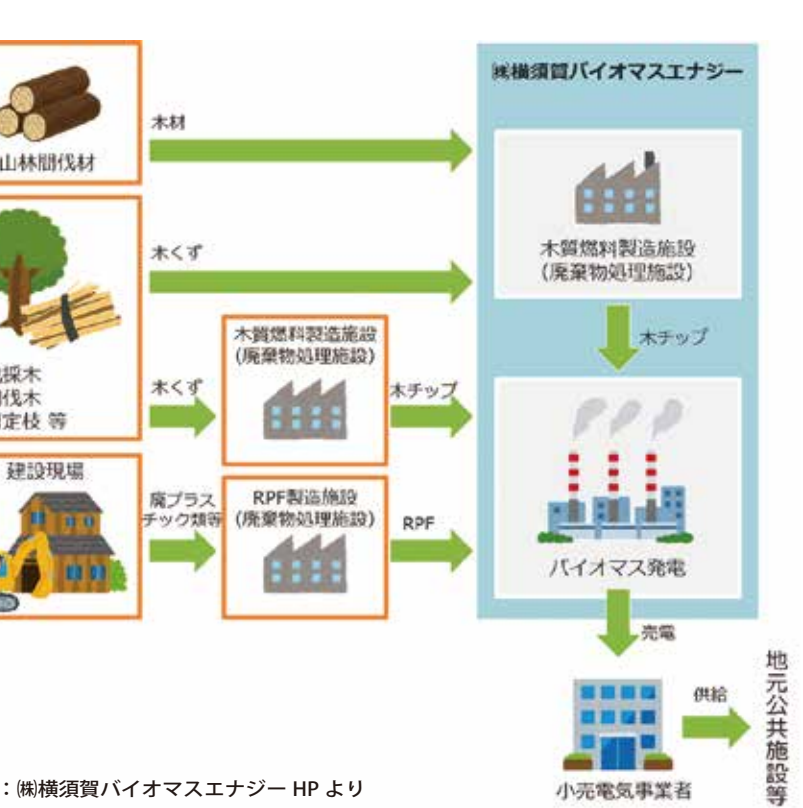 ㈱横須賀バイオマスエナジー
木材
山林間伐材
木質燃料製造施設
(廃棄物処理施設)
木くず
木チップ
木質燃料製造施設
(廃棄物処理施設)
採木
伐木
定枝 等
木くず
木チップ
建設現場
廃プラス
チック類等
RPF製造施設
(廃棄物処理施設)
RPF
バイオマス発電
売電
供給
地元公共施設等
小売電気事業者
：㈱横須賀バイオマスエナジー HP より